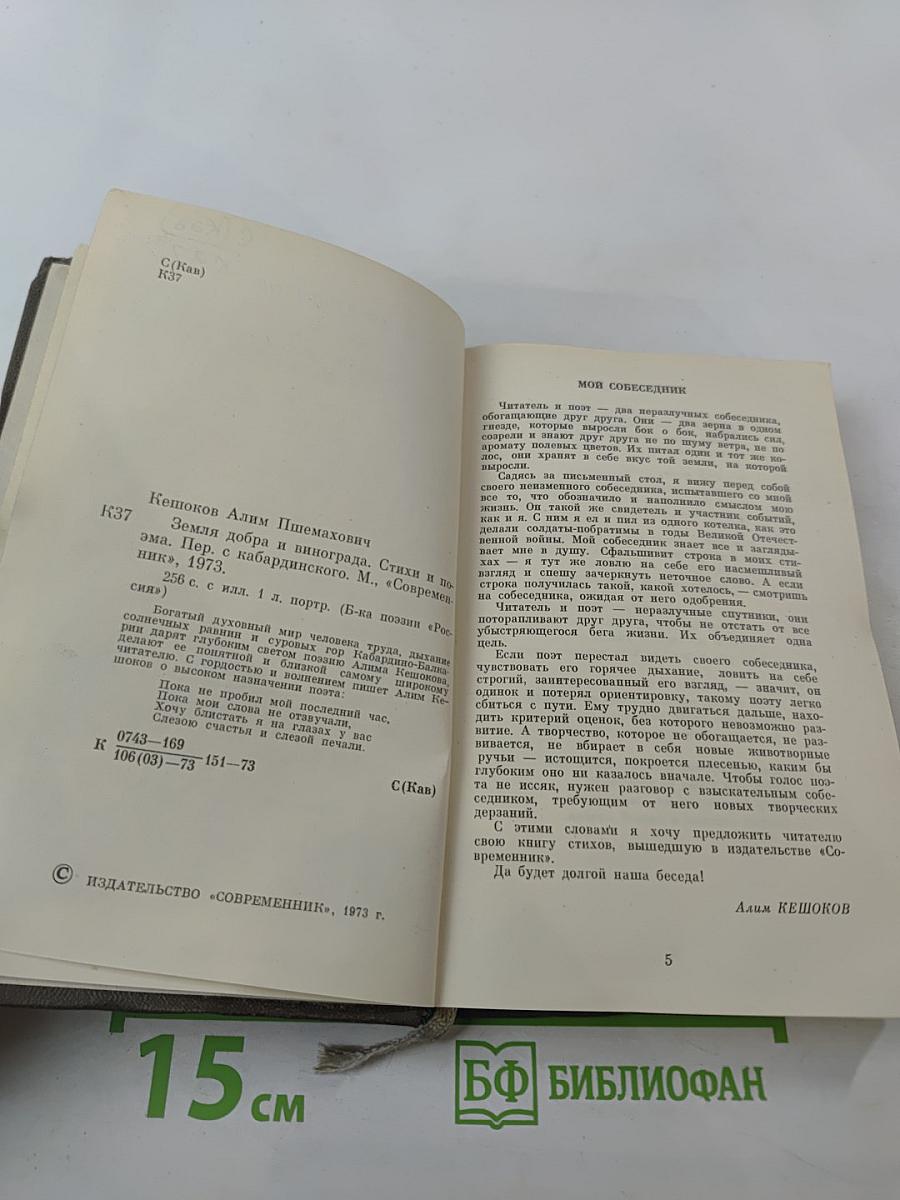 С(Кав)
К37
Кешоков Алим Пшемахович
К37
Земля добра и винограда. Стихи и по-
эма. Пер. с кабардинского. М., «Современ-
ник», 1973.
256 с. с илл. 1 л. портр. (Б-ка поэзии «Рос-
сия»)
Богатый духовный мир человека труда, дыхание
солнечных равнин и суровых гор Кабардино-Балка-
рии дарят глубоким светом поэзию Алима Кешокова,
делают ее понятной и близкой самому широкому
читателю. С гордостью и волнением пишет Алим Ке-
шоков о высоком назначении поэта:
Пока не пробил мой последний час,
Пока мои слова не отзвучали,
Хочу блистать я на глазах у вас
Слезою счастья и слезой печали.
К 0743—169
106(03)—73 151—73
С(Кав)
© ИЗДАТЕЛЬСТВО «СОВРЕМЕННИК», 1973 г.
МОЙ СОБЕСЕДНИК
Читатель и поэт — два неразлучных собеседника,
обогащающие друг друга. Они — два зерна в одном
гнезде, которые выросли бок о бок, набрались сил,
созрели и знают друг друга не по шуму ветра, не по
аромату полевых цветов. Их питал один и тот же ко-
лос, они хранят в себе вкус той земли, на которой
выросли.
Садясь за письменный стол, я вижу перед собой
своего неизменного собеседника, испытавшего со мной
все то, что обозначило и наполнило смыслом мою
жизнь. Он такой же свидетель и участник событий,
как и я. С ним я ел и пил из одного котелка, как это
делали солдаты-побратимы в годы Великой Отечест-
венной войны. Мой собеседник знает все и загляды-
вает мне в душу. Сфальшивит строка в моих сти-
хах — я тут же ловлю на себе его насмешливый
взгляд и спешу зачеркнуть неточное слово. А если
строка получилась такой, какой хотелось, — смотришь
на собеседника, ожидая от него одобрения.
Читатель и поэт — неразлучные спутники, они
поторапливают друг друга, чтобы не отстать от все
убыстряющегося бега жизни. Их объединяет одна
цель.
Если поэт перестал видеть своего собеседника,
чувствовать его горячее дыхание, ловить на себе
строгий, заинтересованный его взгляд, — значит, он
одинок и потерял ориентировку, такому поэту легко
сбиться с пути. Ему трудно двигаться дальше, нахо-
дить критерий оценок, без которого невозможно раз-
витие. А творчество, которое не обогащается, не раз-
вивается, не вбирает в себя новые животворные
ручьи — истощится, покроется плесенью, каким бы
глубоким оно ни казалось вначале. Чтобы голос поэ-
та не иссяк, нужен разговор с взыскательным собе-
седником, требующим от него новых творческих
дерзаний.
С этими словами я хочу предложить читателю
свою книгу стихов, вышедшую в издательстве «Со-
временник».
Да будет долгой наша беседа!
Алим КЕШОКОВ
5
15 см
БФ БИБЛИОФАН